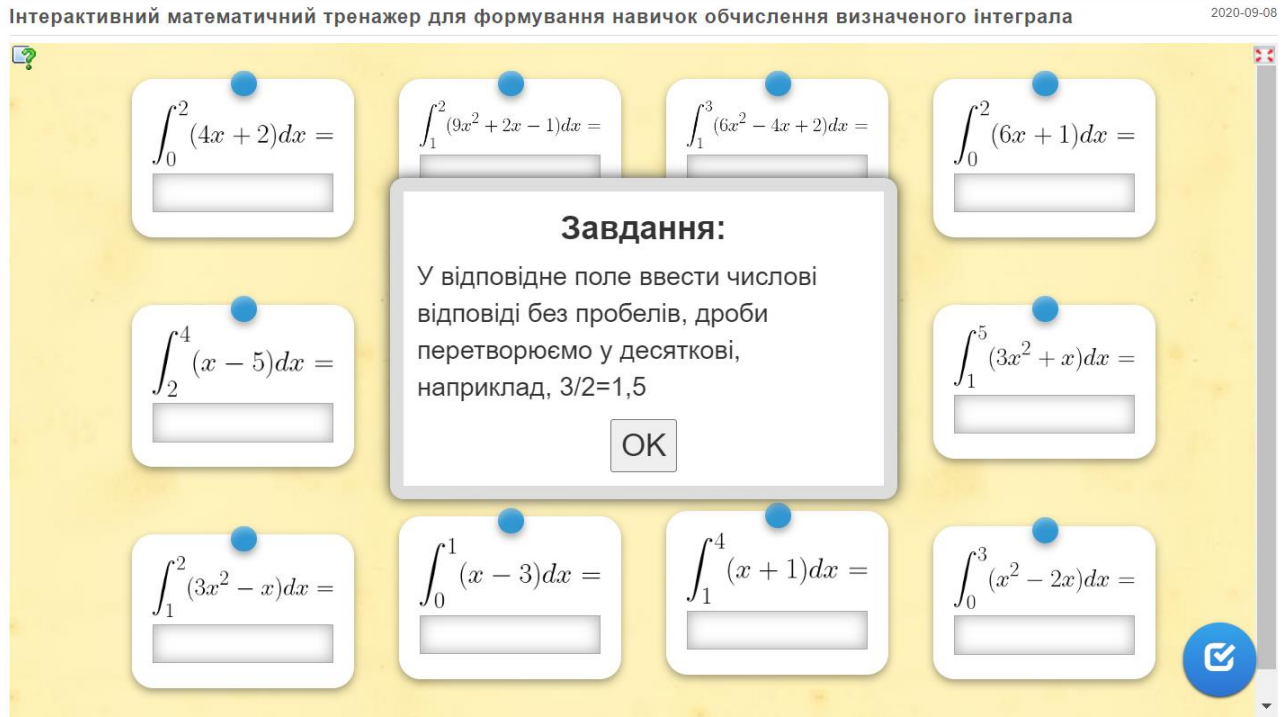 Інтерактивний математичний тренажер для формування навичок обчислення визначеного інтеграла
2020-09-08
∫₀² (4x + 2)dx =
∫₁² (9x² + 2x − 1)dx =
∫₁³ (6x² − 4x + 2)dx =
∫₀² (6x + 1)dx =
Завдання:
У відповідне поле ввести числові
відповіді без пробелів, дроби
перетворюємо у десяткові,
наприклад, 3/2=1,5
OK
∫₂⁴ (x − 5)dx =
∫₁⁵ (3x² + x)dx =
∫₁² (3x² − x)dx =
∫₀¹ (x − 3)dx =
∫₁⁴ (x + 1)dx =
∫₀³ (x² − 2x)dx =